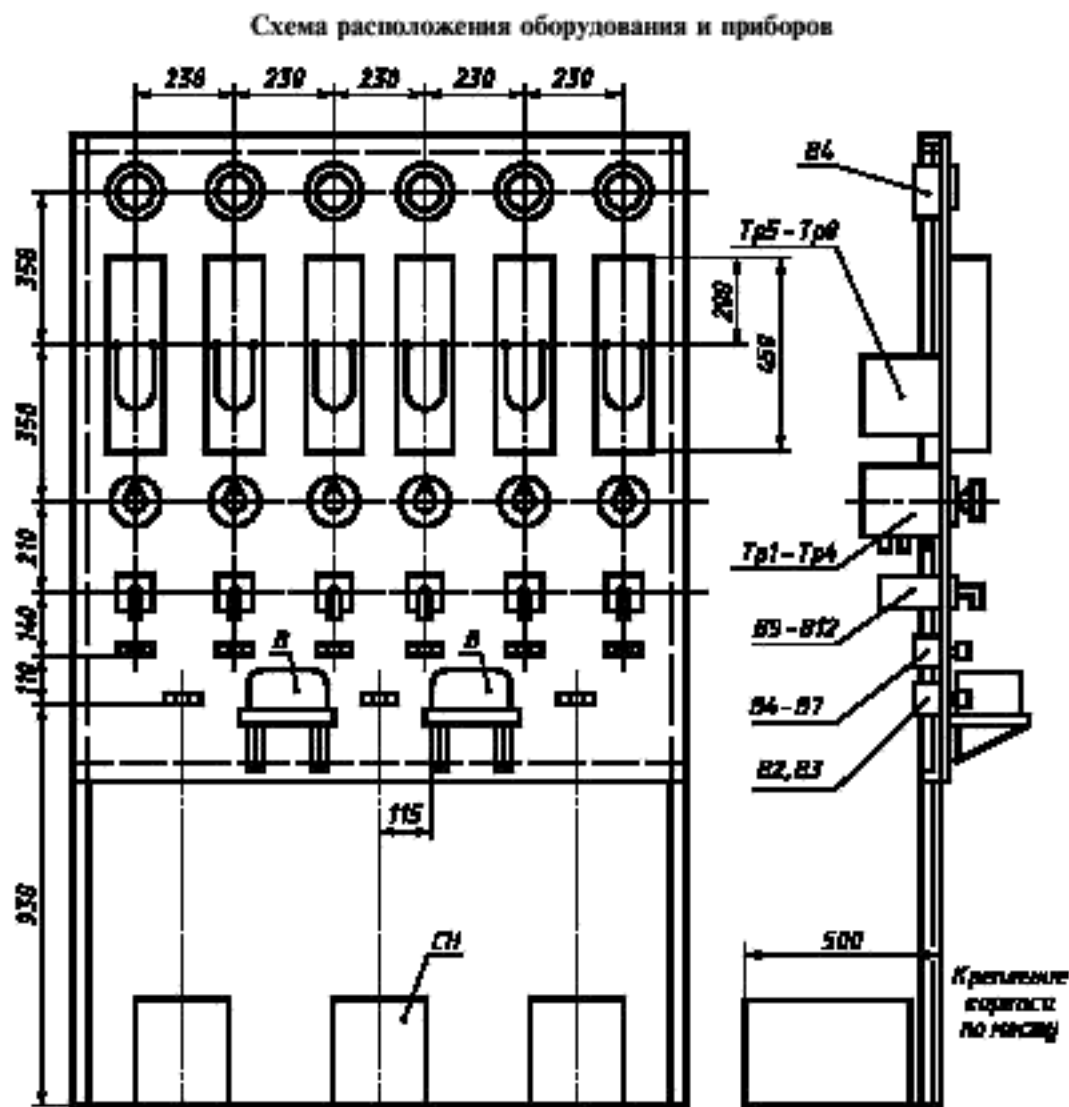 Схема расположения оборудования и приборов
230 230 230 230 230
В4
Тр5-Тр8
350
200
450
350
210
Тр1-Тр4
140
В9-В12
В В
110
В4-В7
В2,В3
115
930
СН
500
Крепление
каркаса
по месту